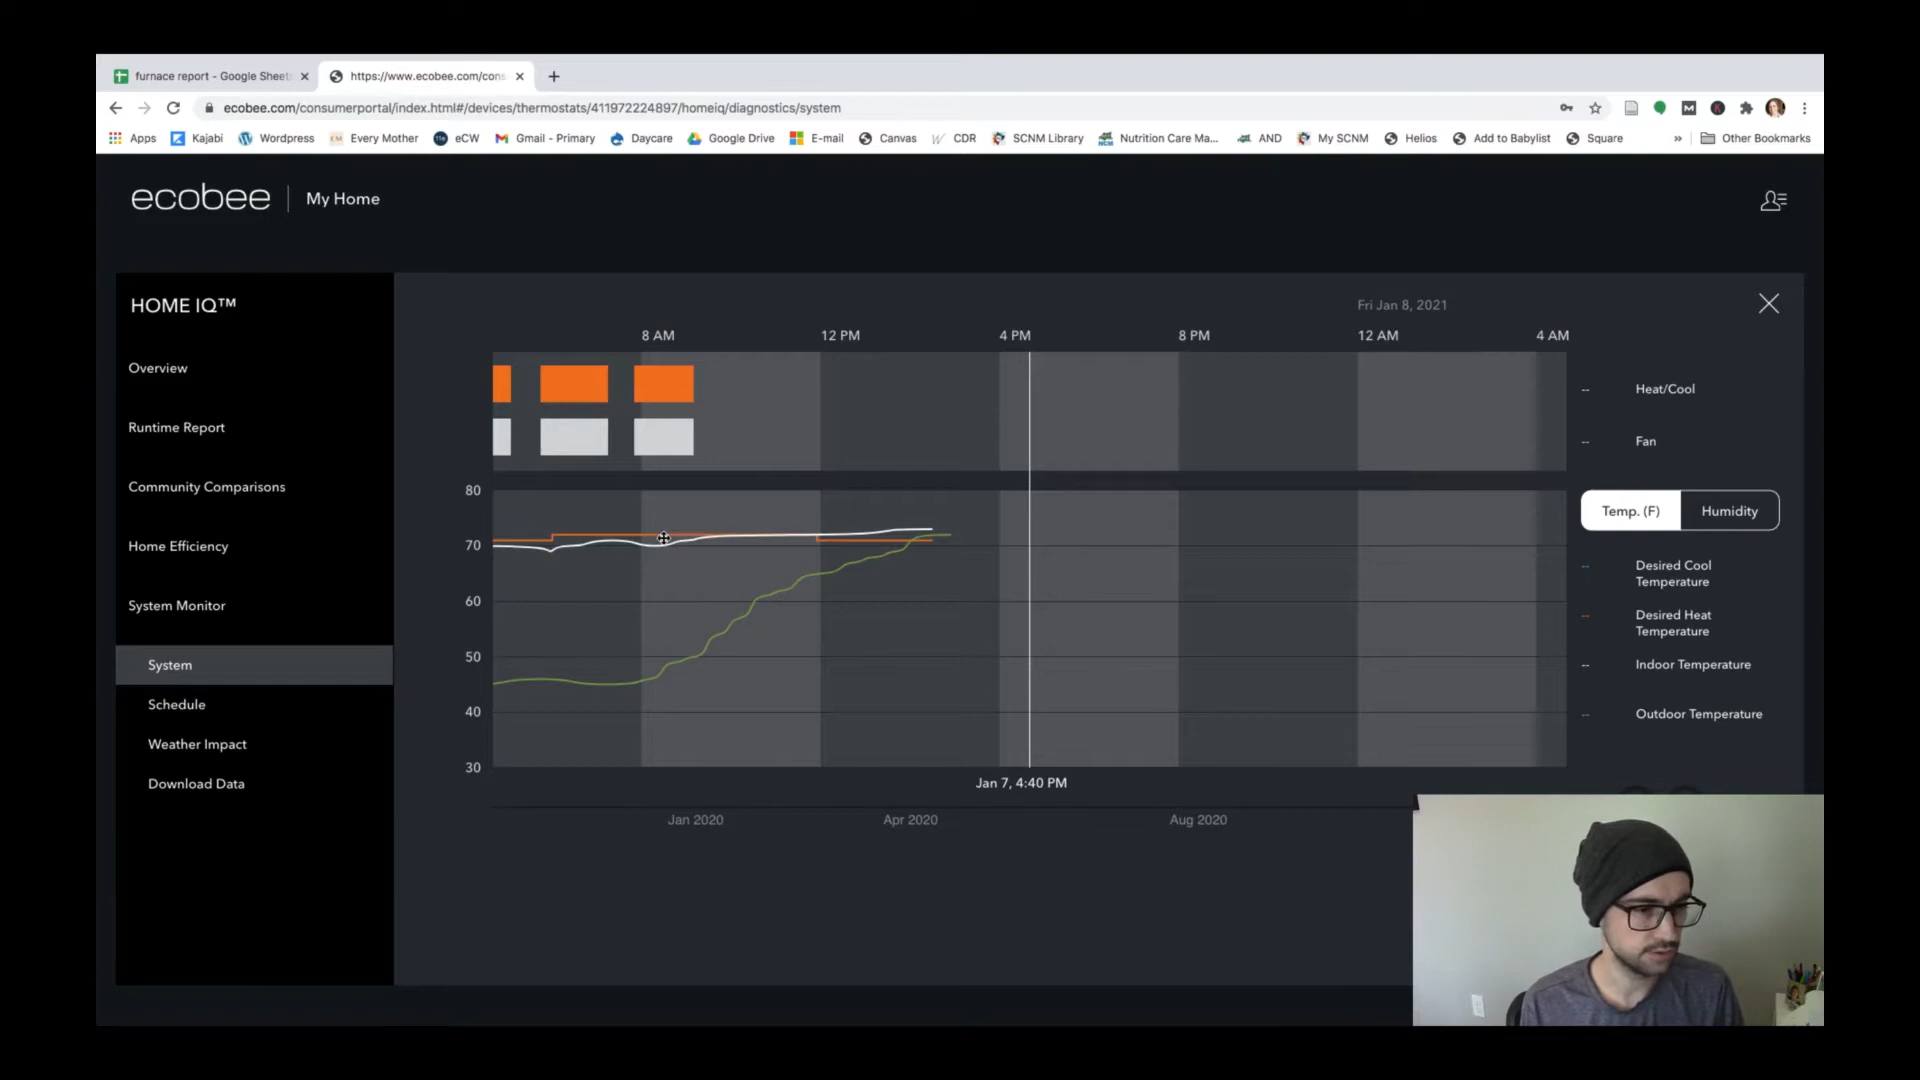 furnace report - Google Sheet
https://www.ecobee.com/cons
ecobee.com/consumerportal/index.html#/devices/thermostats/411972224897/homeiq/diagnostics/system
Apps Kajabi Wordpress Every Mother eCW Gmail - Primary Daycare Google Drive E-mail Canvas CDR SCNM Library Nutrition Care Ma... AND My SCNM Helios Add to Babylist Square » Other Bookmarks
ecobee My Home
HOME IQ™
Overview
Runtime Report
Community Comparisons
Home Efficiency
System Monitor
System
Schedule
Weather Impact
Download Data
Fri Jan 8, 2021
8 AM 12 PM 4 PM 8 PM 12 AM 4 AM
-- Heat/Cool
-- Fan
80
70
60
50
40
30
Temp. (F) Humidity
-- Desired Cool
Temperature
-- Desired Heat
Temperature
-- Indoor Temperature
-- Outdoor Temperature
Jan 7, 4:40 PM
Jan 2020 Apr 2020 Aug 2020